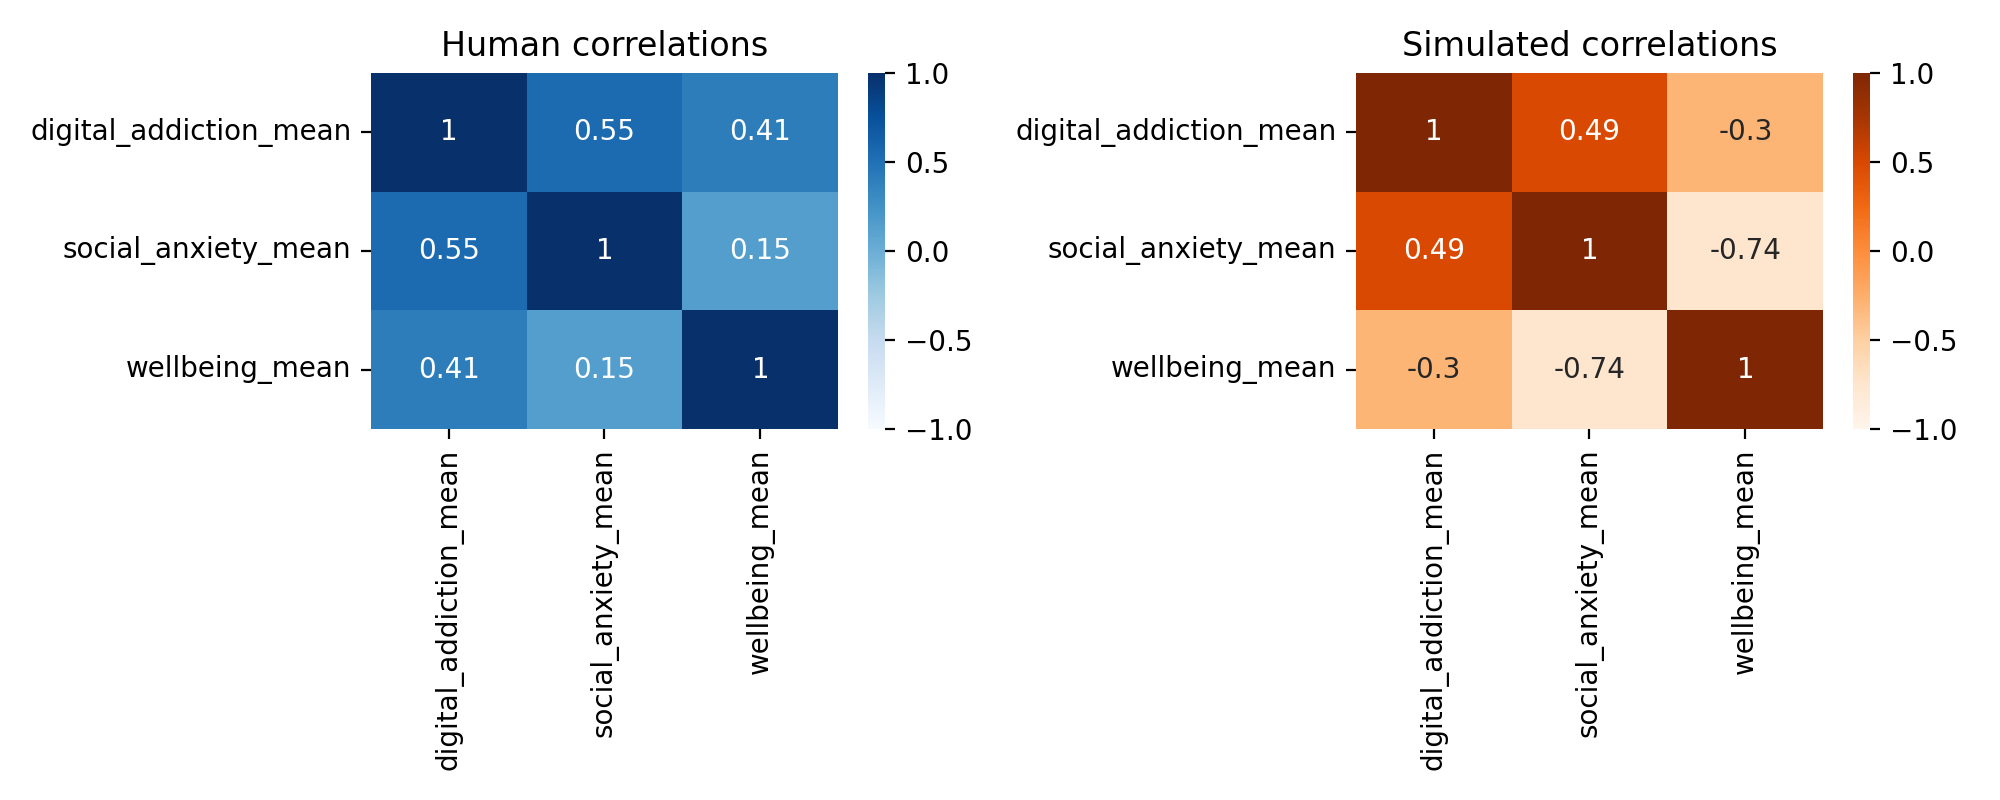 Human correlations
digital_addiction_mean
social_anxiety_mean
wellbeing_mean
1 0.55 0.41
0.55 1 0.15
0.41 0.15 1
digital_addiction_mean
social_anxiety_mean
wellbeing_mean
1.0
0.5
0.0
−0.5
−1.0
Simulated correlations
digital_addiction_mean
social_anxiety_mean
wellbeing_mean
1 0.49 -0.3
0.49 1 -0.74
-0.3 -0.74 1
digital_addiction_mean
social_anxiety_mean
wellbeing_mean
1.0
0.5
0.0
−0.5
−1.0